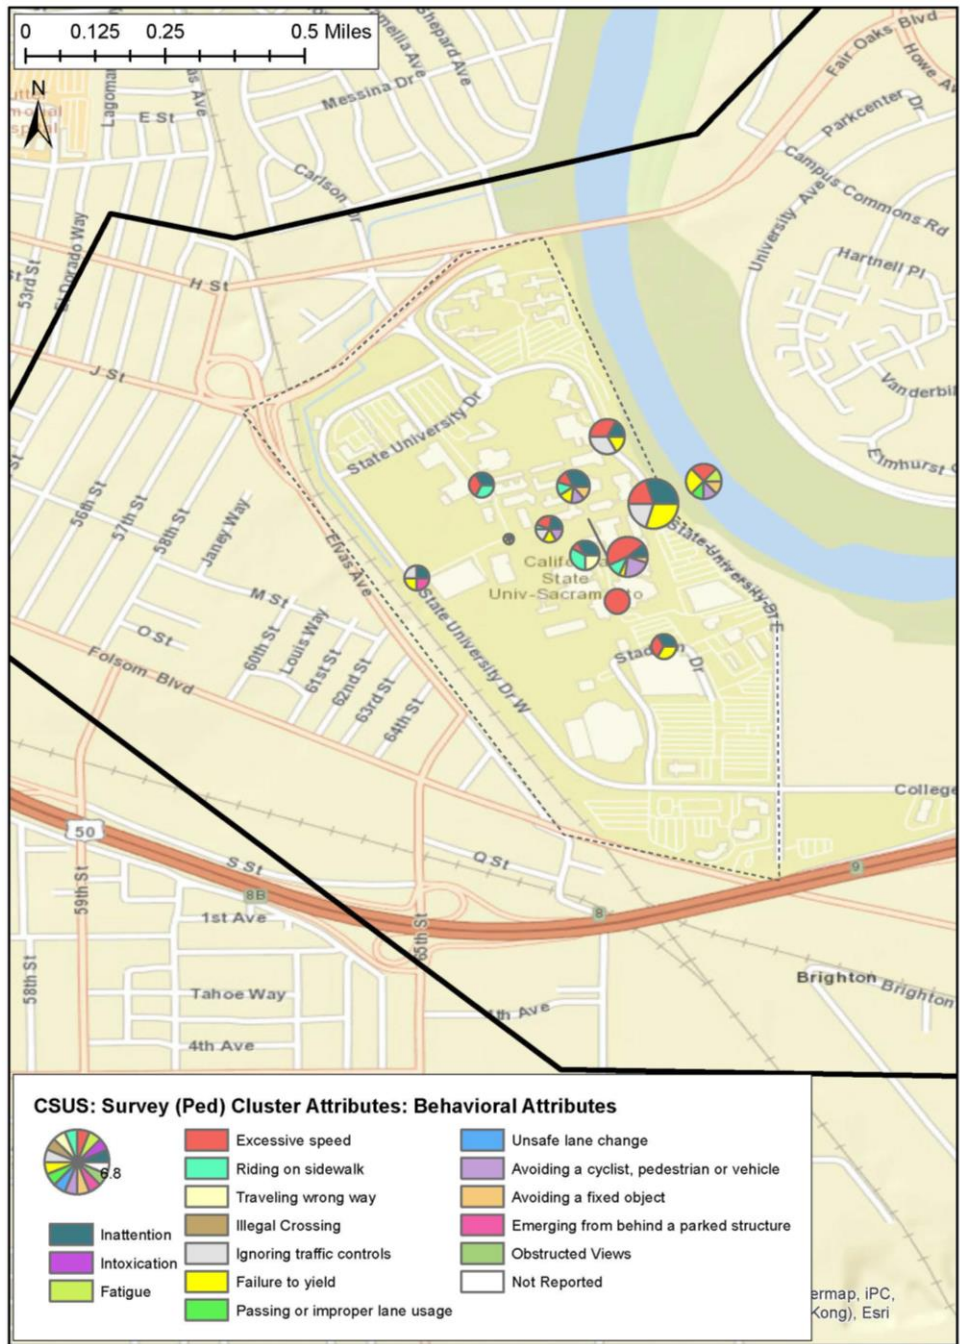 0 0.125 0.25 0.5 Miles
N
Shepard Ave
Messina Dr
E St
Fair Oaks Blvd
Howe
Parkcenter Dr
Campus Commons Rd
University Ave
Carlson Dr
El Dorado Way
53rd St
H St
Hartnell Pl
J St
State University Dr
Elmhurst
56th St
57th St
58th St
Janey Way
Elvas Ave
State University Dr E
State
Univ-Sacram to
M St
O St
60th St
Louis Way
61st St
62nd St
63rd St
64th St
State University Dr W
Dr
Folsom Blvd
College
50
S St
Q St
8B
8
9
59th St
1st Ave
65th St
58th St
Tahoe Way
4th Ave
Brighton
Brighton
CSUS: Survey (Ped) Cluster Attributes: Behavioral Attributes
6.8
Inattention
Intoxication
Fatigue
Excessive speed
Riding on sidewalk
Traveling wrong way
Illegal Crossing
Ignoring traffic controls
Failure to yield
Passing or improper lane usage
Unsafe lane change
Avoiding a cyclist, pedestrian or vehicle
Avoiding a fixed object
Emerging from behind a parked structure
Obstructed Views
Not Reported
ermap, iPC,
Kong), Esri